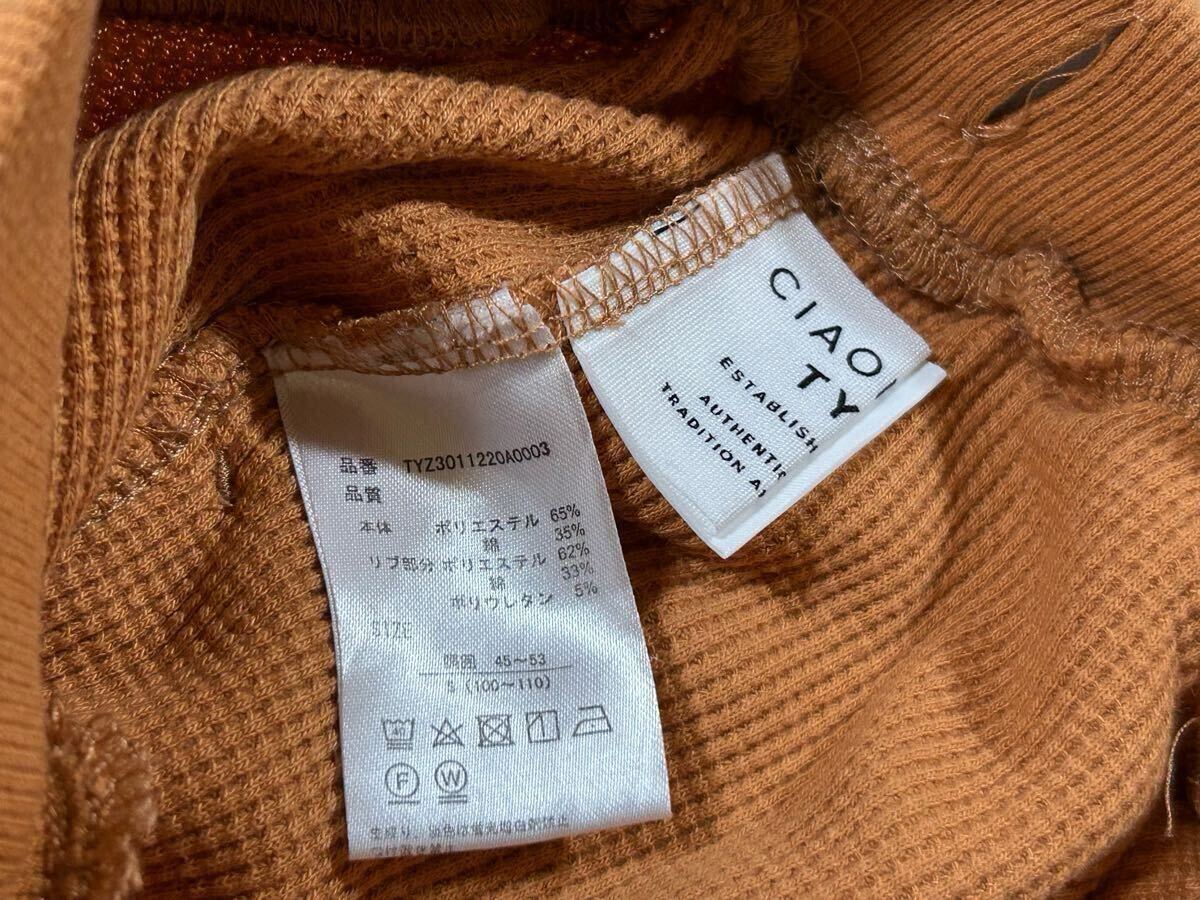 品番 TYZ3011220A0003
品質
本体 ポリエステル 65%
綿 35%
リブ部分 ポリエステル 62%
綿 33%
ポリウレタン 5%
SIZE
胴囲 45~53
S (100~110)
F W
CIAO
TY
ESTABLISH
AUTHENTI
TRADITION